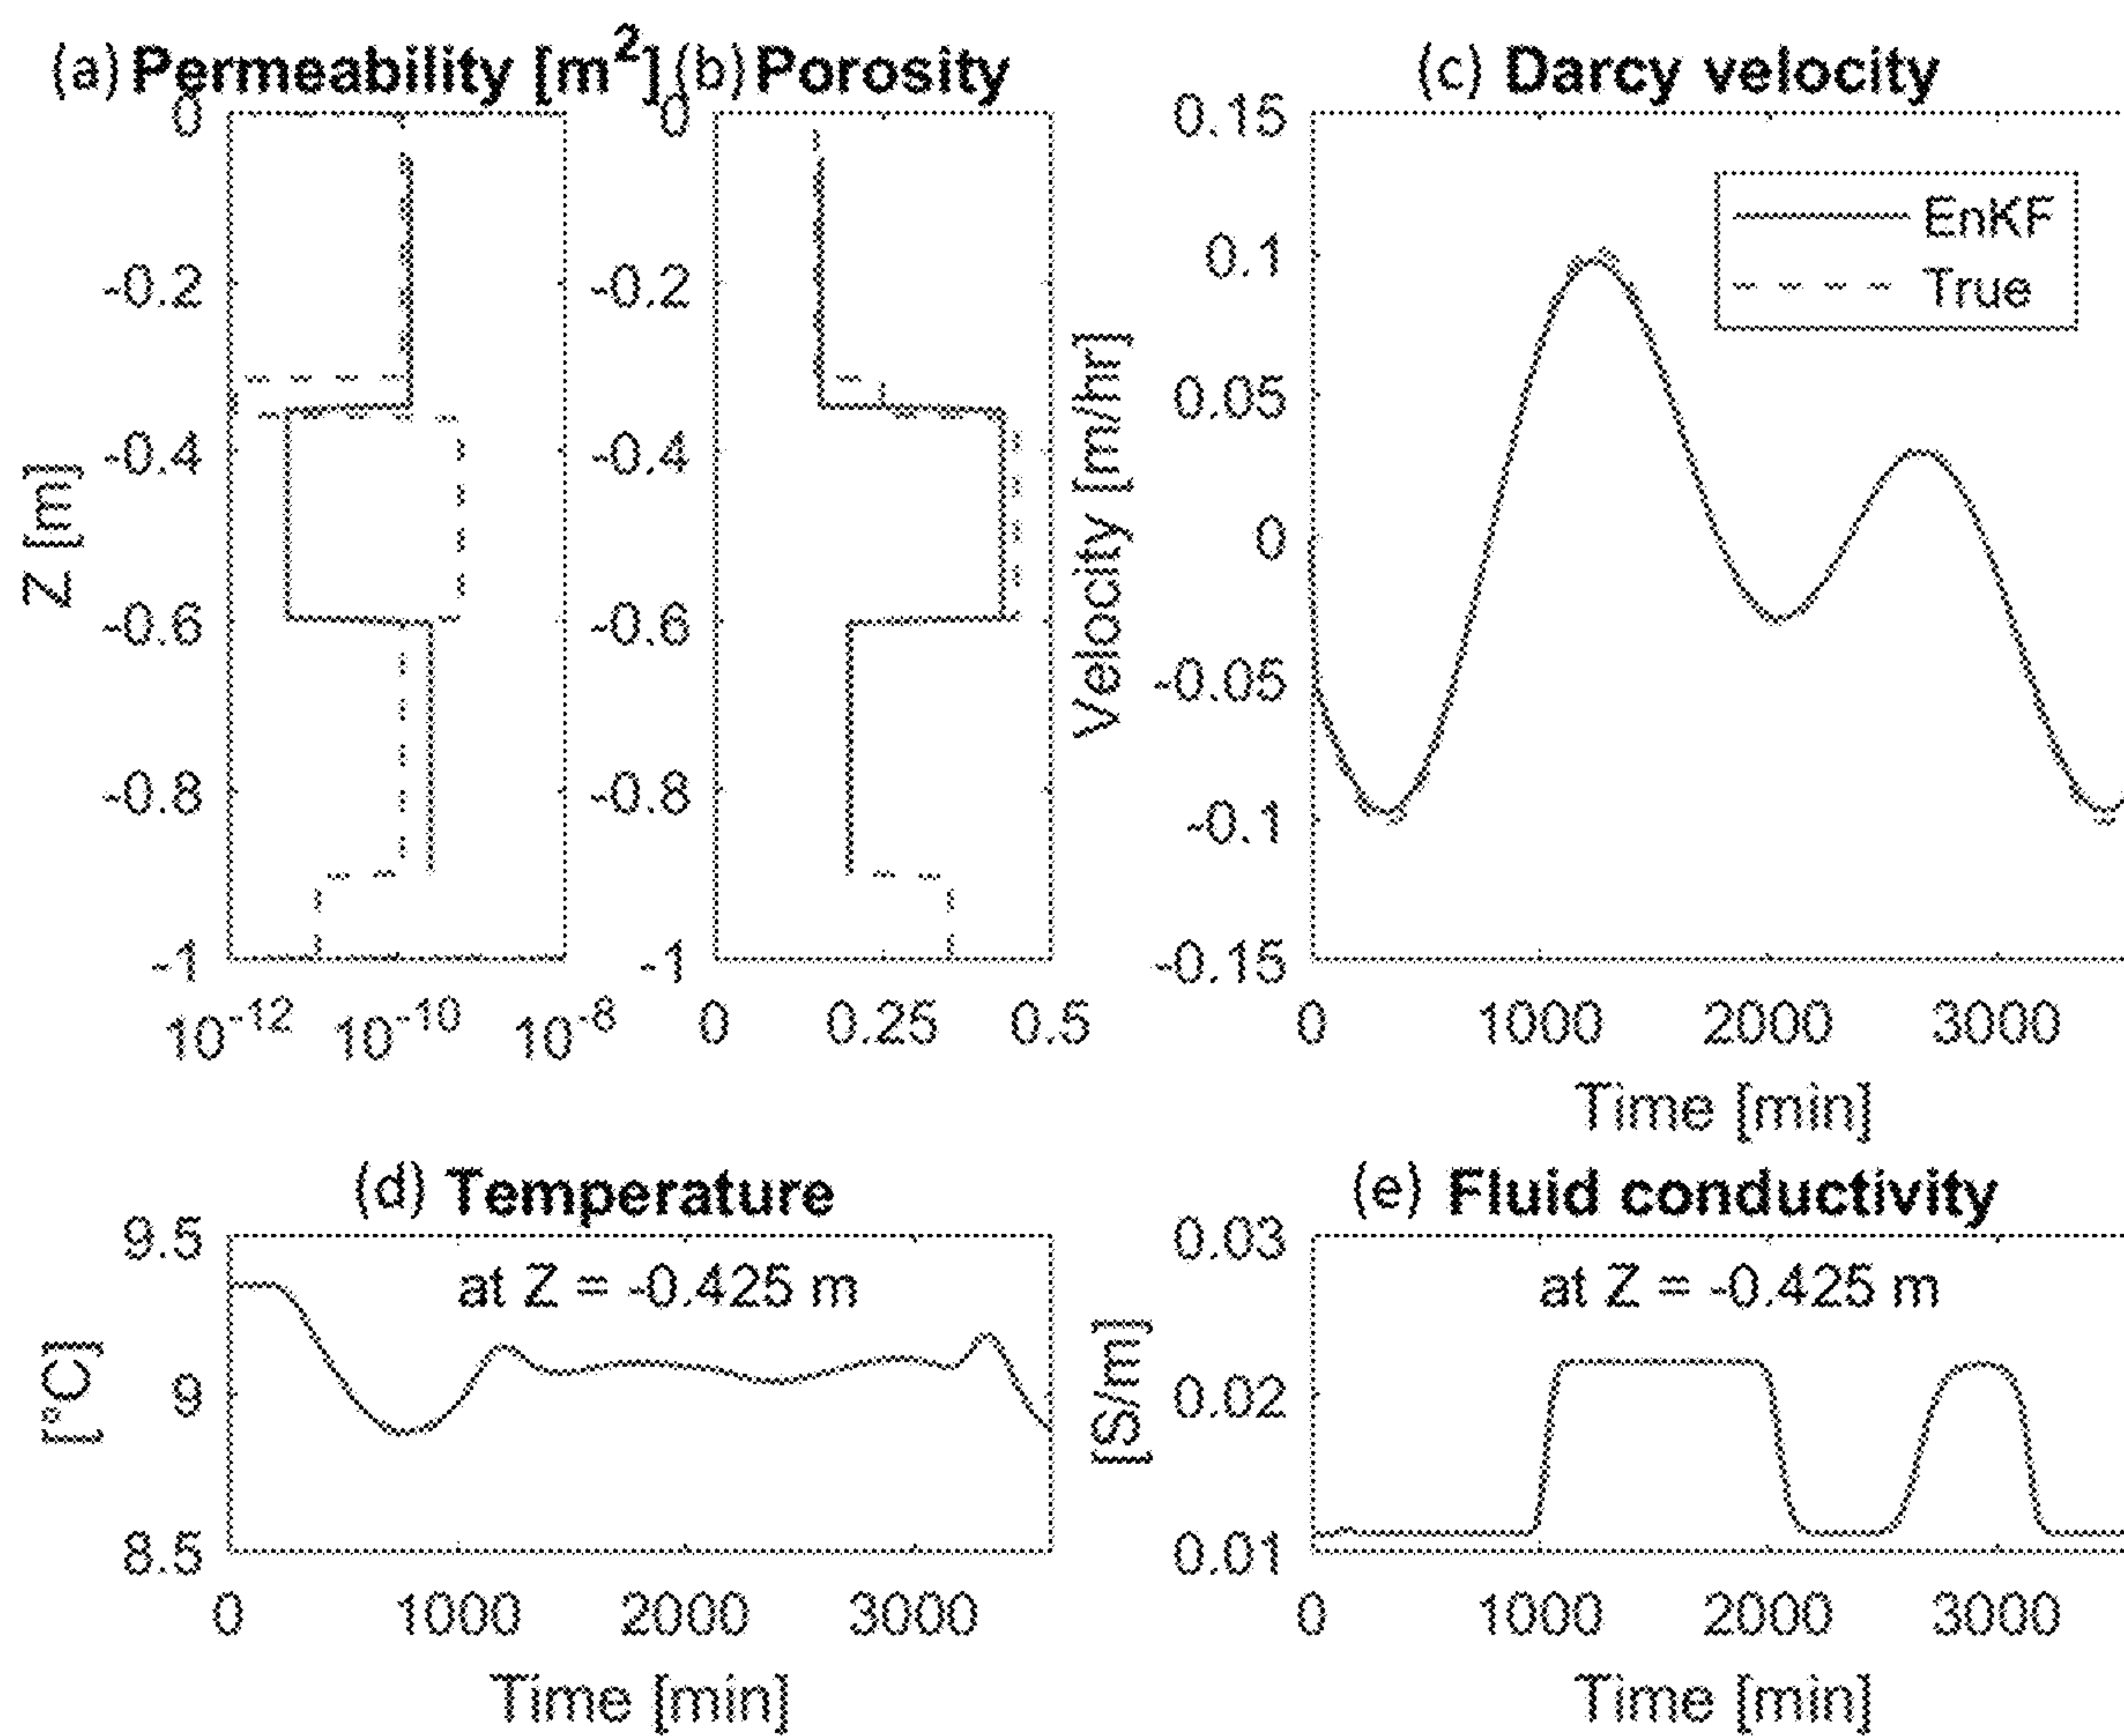 (a) Permeability [m²]
0
-0.2
-0.4
-0.6
-0.8
-1
Z [m]
10⁻¹² 10⁻¹⁰ 10⁻⁸
(b) Porosity
0
-0.2
-0.4
-0.6
-0.8
-1
0 0.25 0.5
(c) Darcy velocity
0.15
0.1
0.05
0
-0.05
-0.1
-0.15
Velocity [m/hr]
EnKF
True
0 1000 2000 3000
Time [min]
(d) Temperature
9.5
9
8.5
[°C]
at Z = -0.425 m
0 1000 2000 3000
Time [min]
(e) Fluid conductivity
0.03
0.02
0.01
[S/m]
at Z = -0.425 m
0 1000 2000 3000
Time [min]